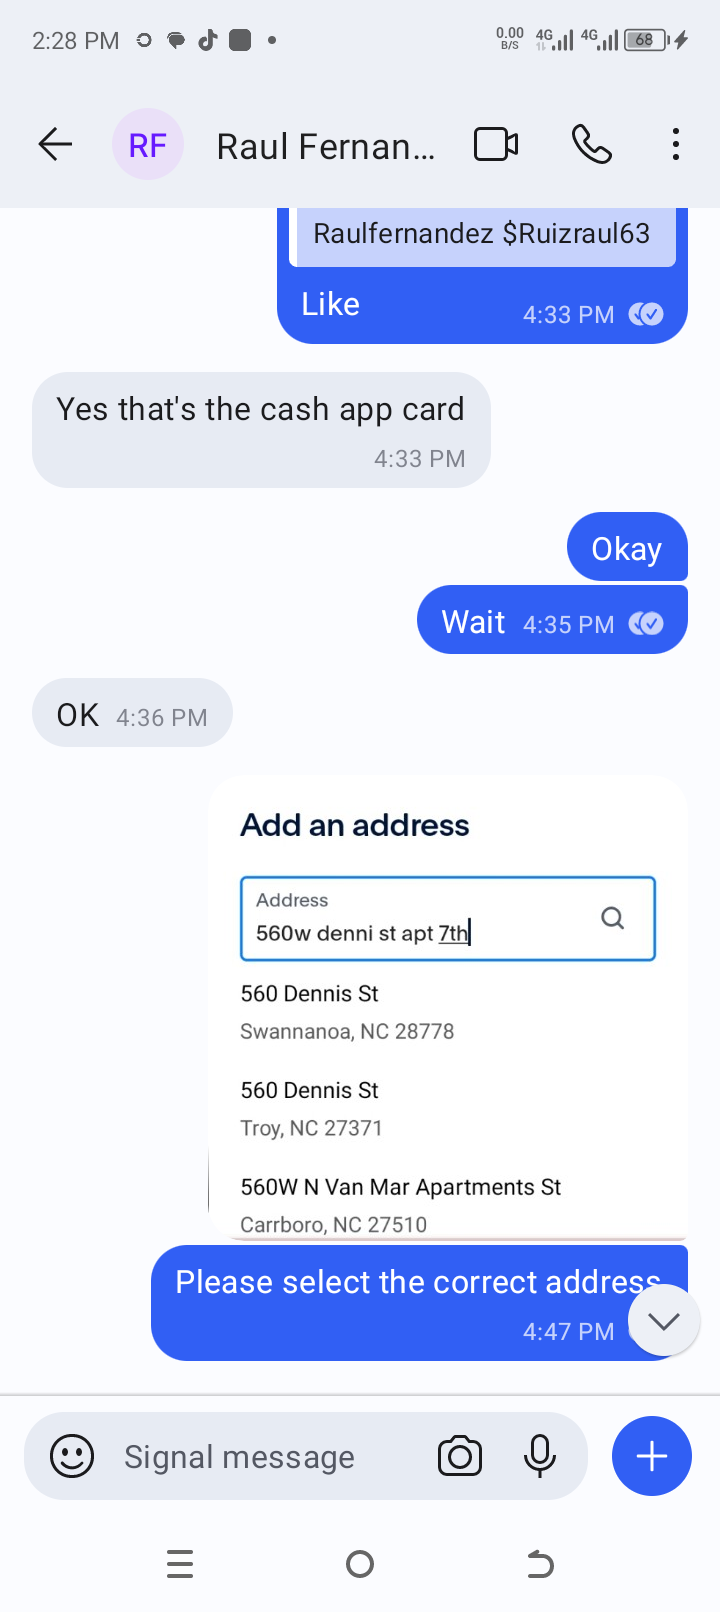 2:28 PM
0.00 B/S 4G 4G 68
RF Raul Fernan...
Raulfernandez $Ruizraul63
Like 4:33 PM
Yes that's the cash app card
4:33 PM
Okay
Wait 4:35 PM
OK 4:36 PM
Add an address
Address
560w denni st apt 7th
560 Dennis St
Swannanoa, NC 28778
560 Dennis St
Troy, NC 27371
560W N Van Mar Apartments St
Carrboro, NC 27510
Please select the correct address
4:47 PM
Signal message